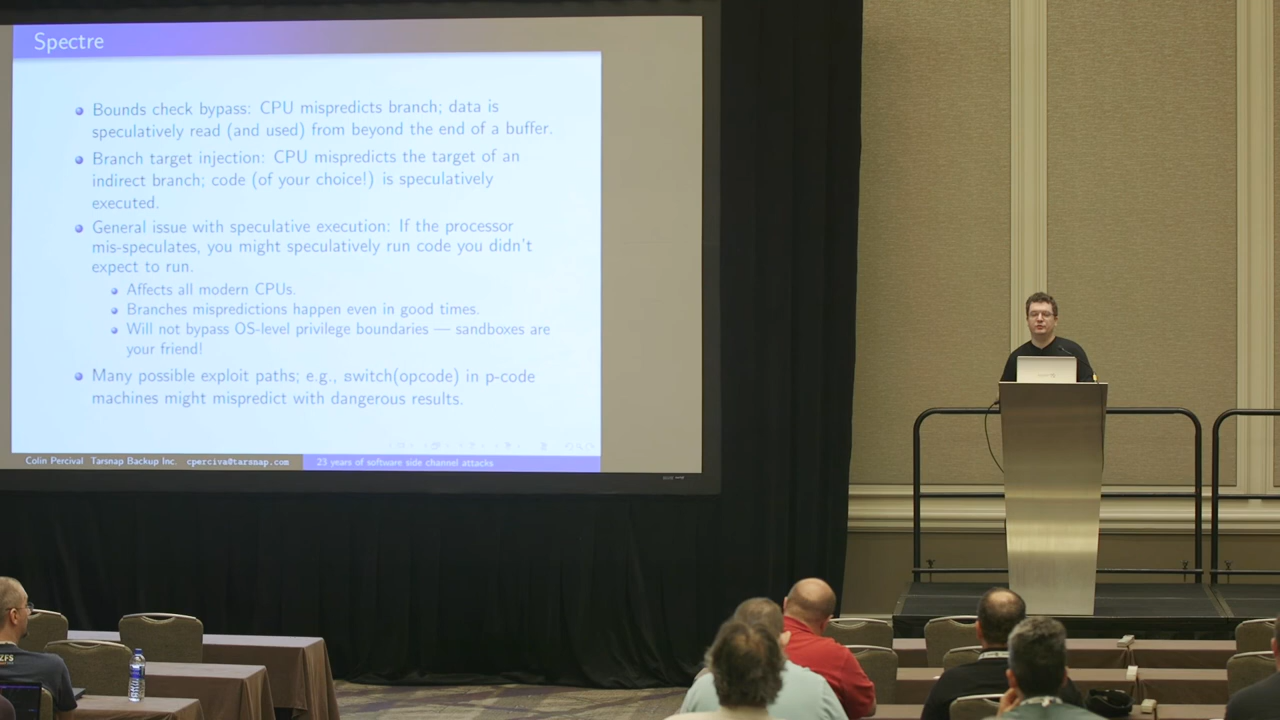 Spectre
Bounds check bypass: CPU mispredicts branch; data is
speculatively read (and used) from beyond the end of a buffer.
Branch target injection: CPU mispredicts the target of an
indirect branch; code (of your choice!) is speculatively
executed.
General issue with speculative execution: If the processor
mis-speculates, you might speculatively run code you didn't
expect to run.
Affects all modern CPUs.
Branches mispredictions happen even in good times.
Will not bypass OS-level privilege boundaries — sandboxes are
your friend!
Many possible exploit paths; e.g., switch(opcode) in p-code
machines might mispredict with dangerous results.
Colin Percival Tarsnap Backup Inc. cperciva@tarsnap.com
23 years of software side channel attacks
ZFS